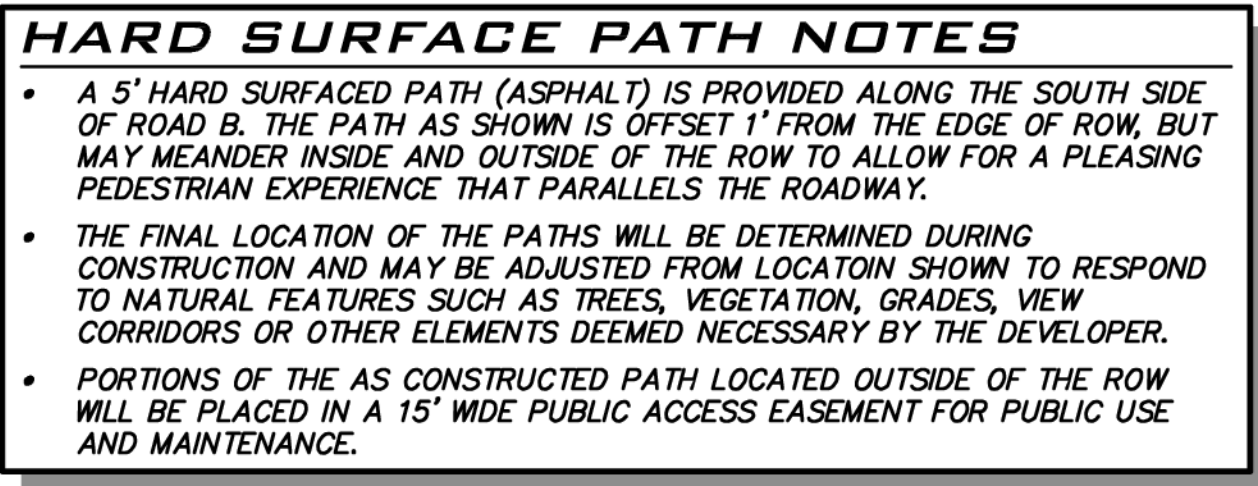 HARD SURFACE PATH NOTES
• A 5' HARD SURFACED PATH (ASPHALT) IS PROVIDED ALONG THE SOUTH SIDE
OF ROAD B. THE PATH AS SHOWN IS OFFSET 1' FROM THE EDGE OF ROW, BUT
MAY MEANDER INSIDE AND OUTSIDE OF THE ROW TO ALLOW FOR A PLEASING
PEDESTRIAN EXPERIENCE THAT PARALLELS THE ROADWAY.
• THE FINAL LOCATION OF THE PATHS WILL BE DETERMINED DURING
CONSTRUCTION AND MAY BE ADJUSTED FROM LOCATOIN SHOWN TO RESPOND
TO NATURAL FEATURES SUCH AS TREES, VEGETATION, GRADES, VIEW
CORRIDORS OR OTHER ELEMENTS DEEMED NECESSARY BY THE DEVELOPER.
• PORTIONS OF THE AS CONSTRUCTED PATH LOCATED OUTSIDE OF THE ROW
WILL BE PLACED IN A 15' WIDE PUBLIC ACCESS EASEMENT FOR PUBLIC USE
AND MAINTENANCE.